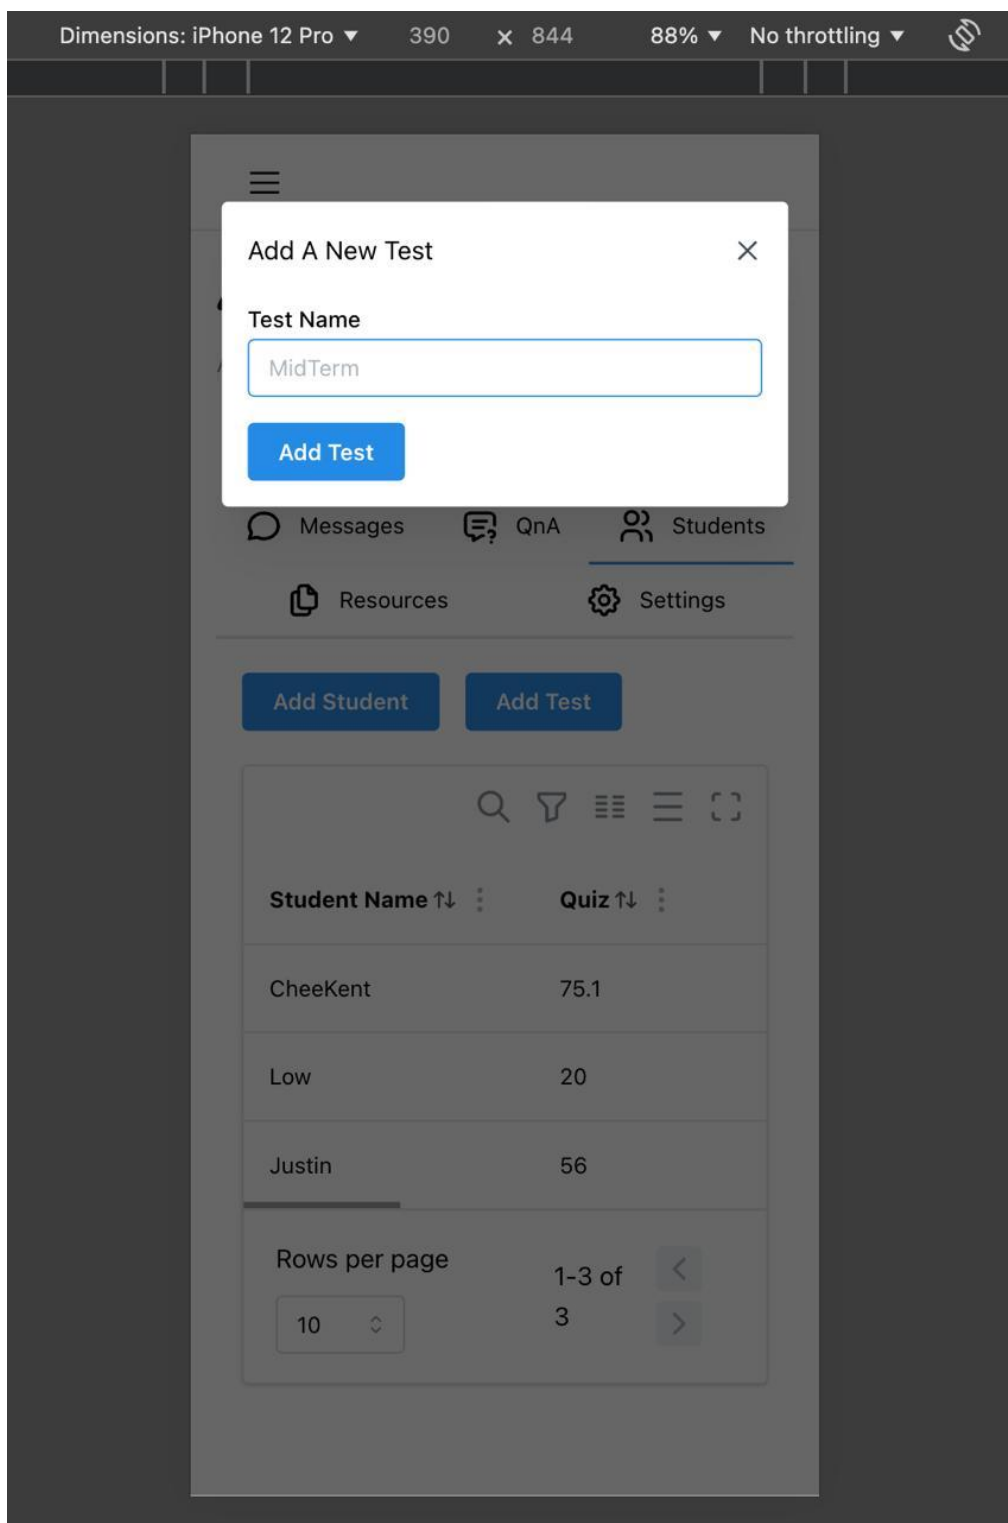 Dimensions: iPhone 12 Pro ▼ 390 × 844 88% ▼ No throttling ▼
Add A New Test
Test Name
MidTerm
Add Test
Messages QnA Students
Resources Settings
Add Student Add Test
Student Name Quiz
CheeKent 75.1
Low 20
Justin 56
Rows per page
1-3 of
3
10